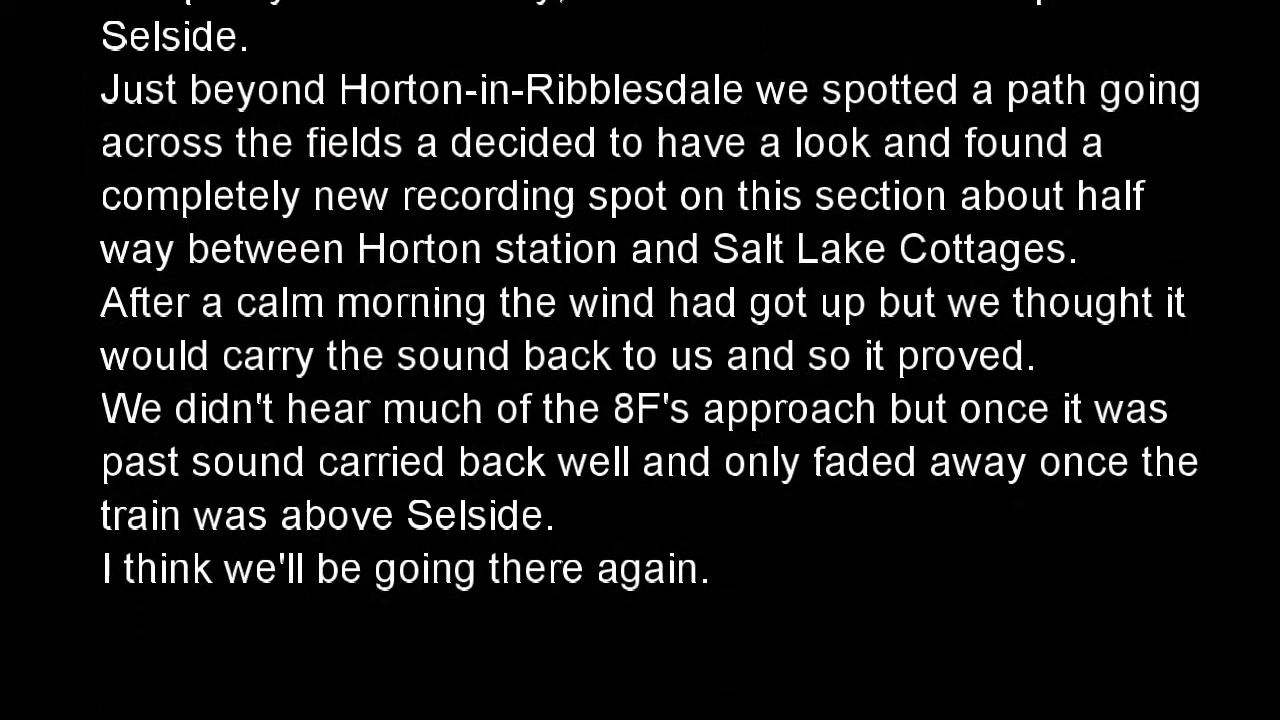 Selside.
Just beyond Horton-in-Ribblesdale we spotted a path going
across the fields a decided to have a look and found a
completely new recording spot on this section about half
way between Horton station and Salt Lake Cottages.
After a calm morning the wind had got up but we thought it
would carry the sound back to us and so it proved.
We didn't hear much of the 8F's approach but once it was
past sound carried back well and only faded away once the
train was above Selside.
I think we'll be going there again.